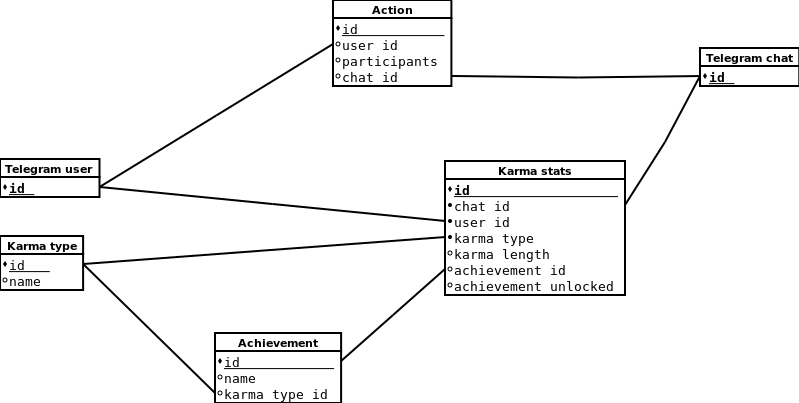 Action
id
user id
participants
chat id
Telegram chat
id
Telegram user
id
Karma stats
id
chat id
user id
karma type
karma length
achievement id
achievement unlocked
Karma type
id
name
Achievement
id
name
karma type id